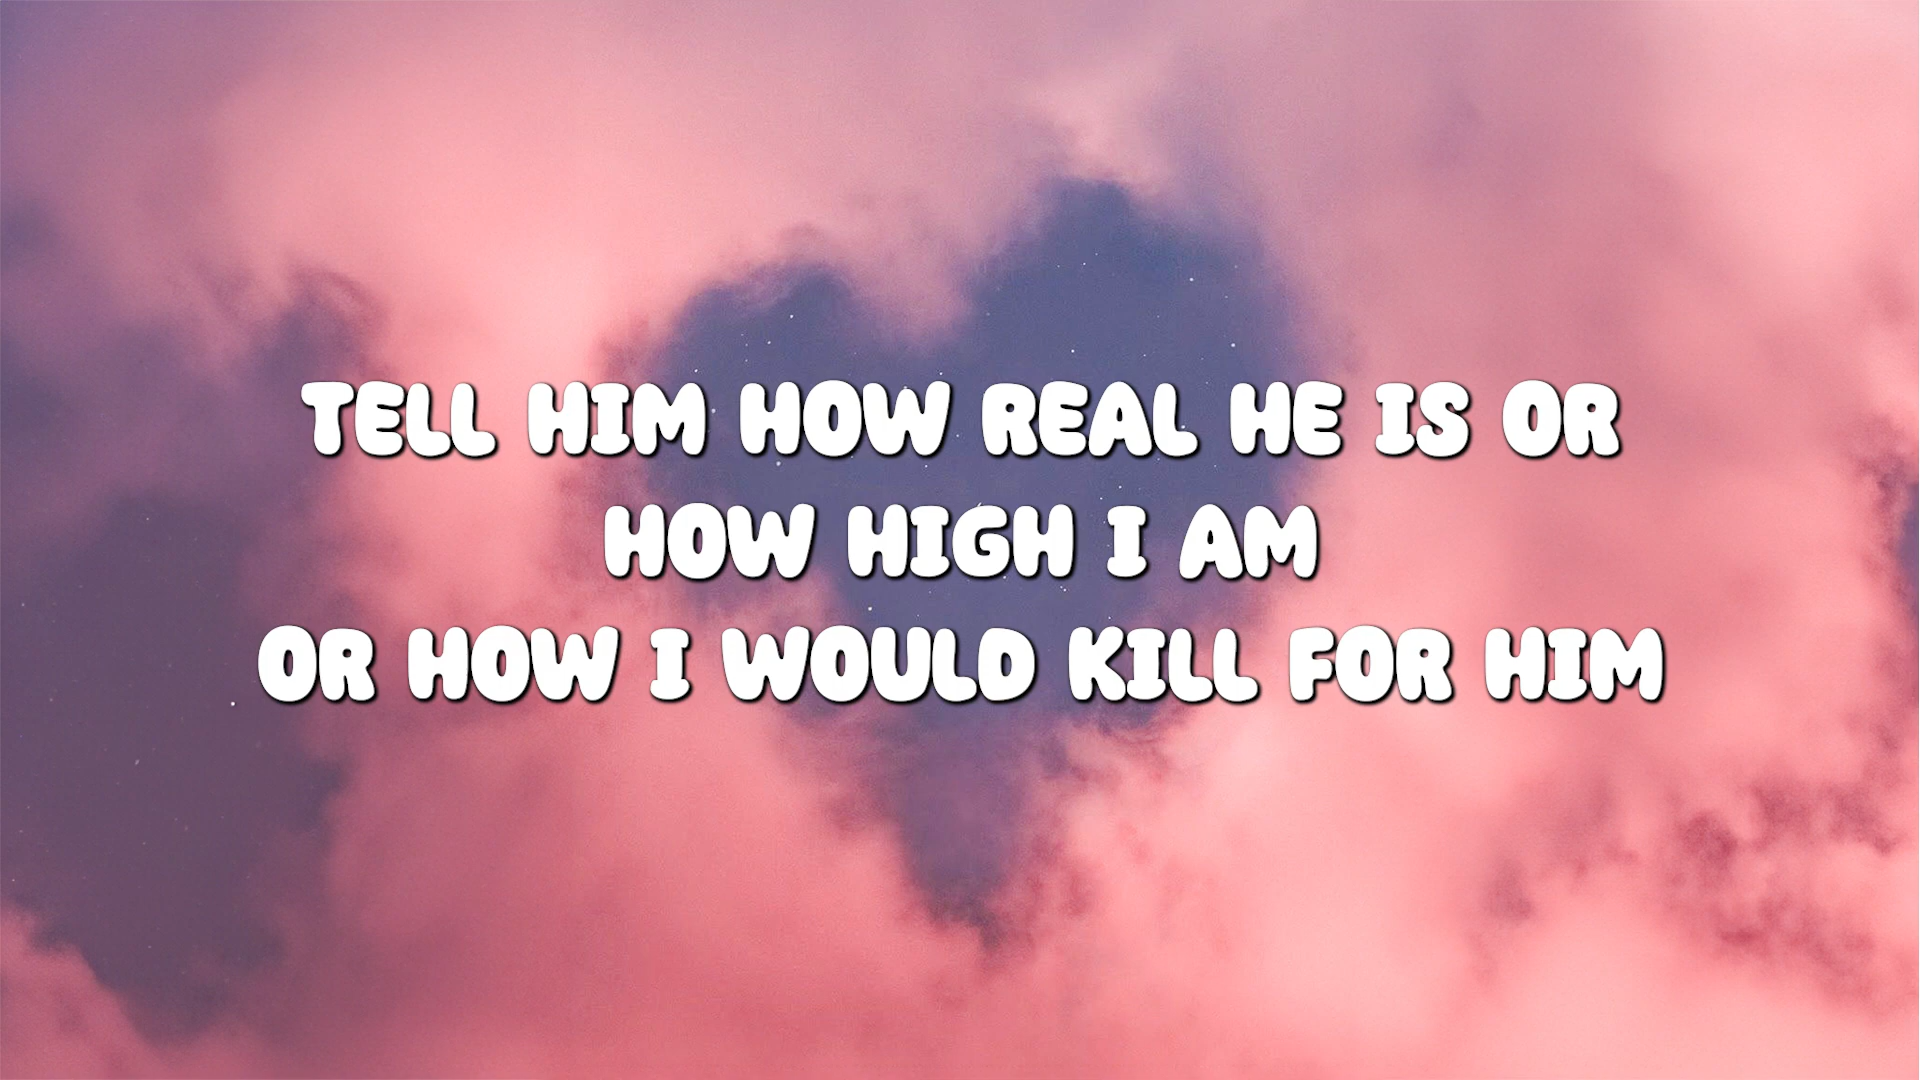 TELL HIM HOW REAL HE IS OR
HOW HIGH I AM
OR HOW I WOULD KILL FOR HIM